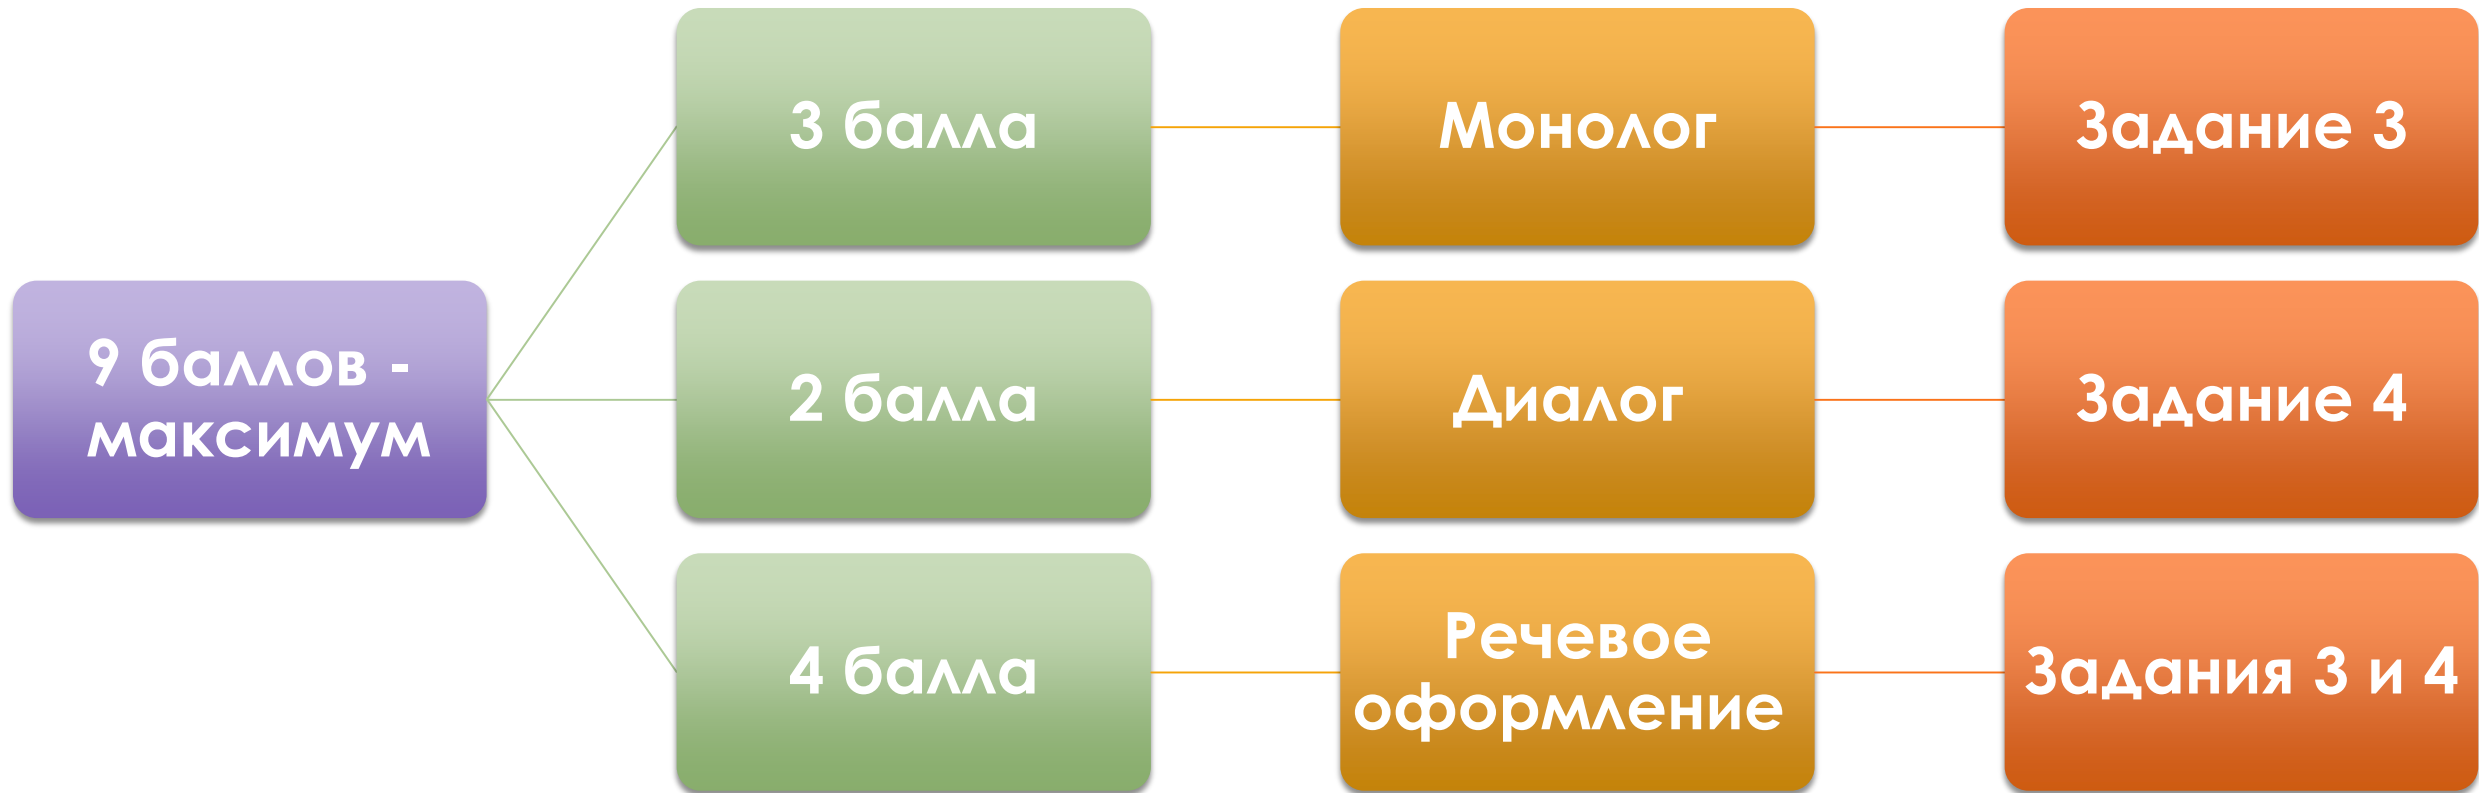 3 балла
Монолог
Задание 3
9 баллов -
максимум
2 балла
Диалог
Задание 4
4 балла
Речевое
оформление
Задания 3 и 4